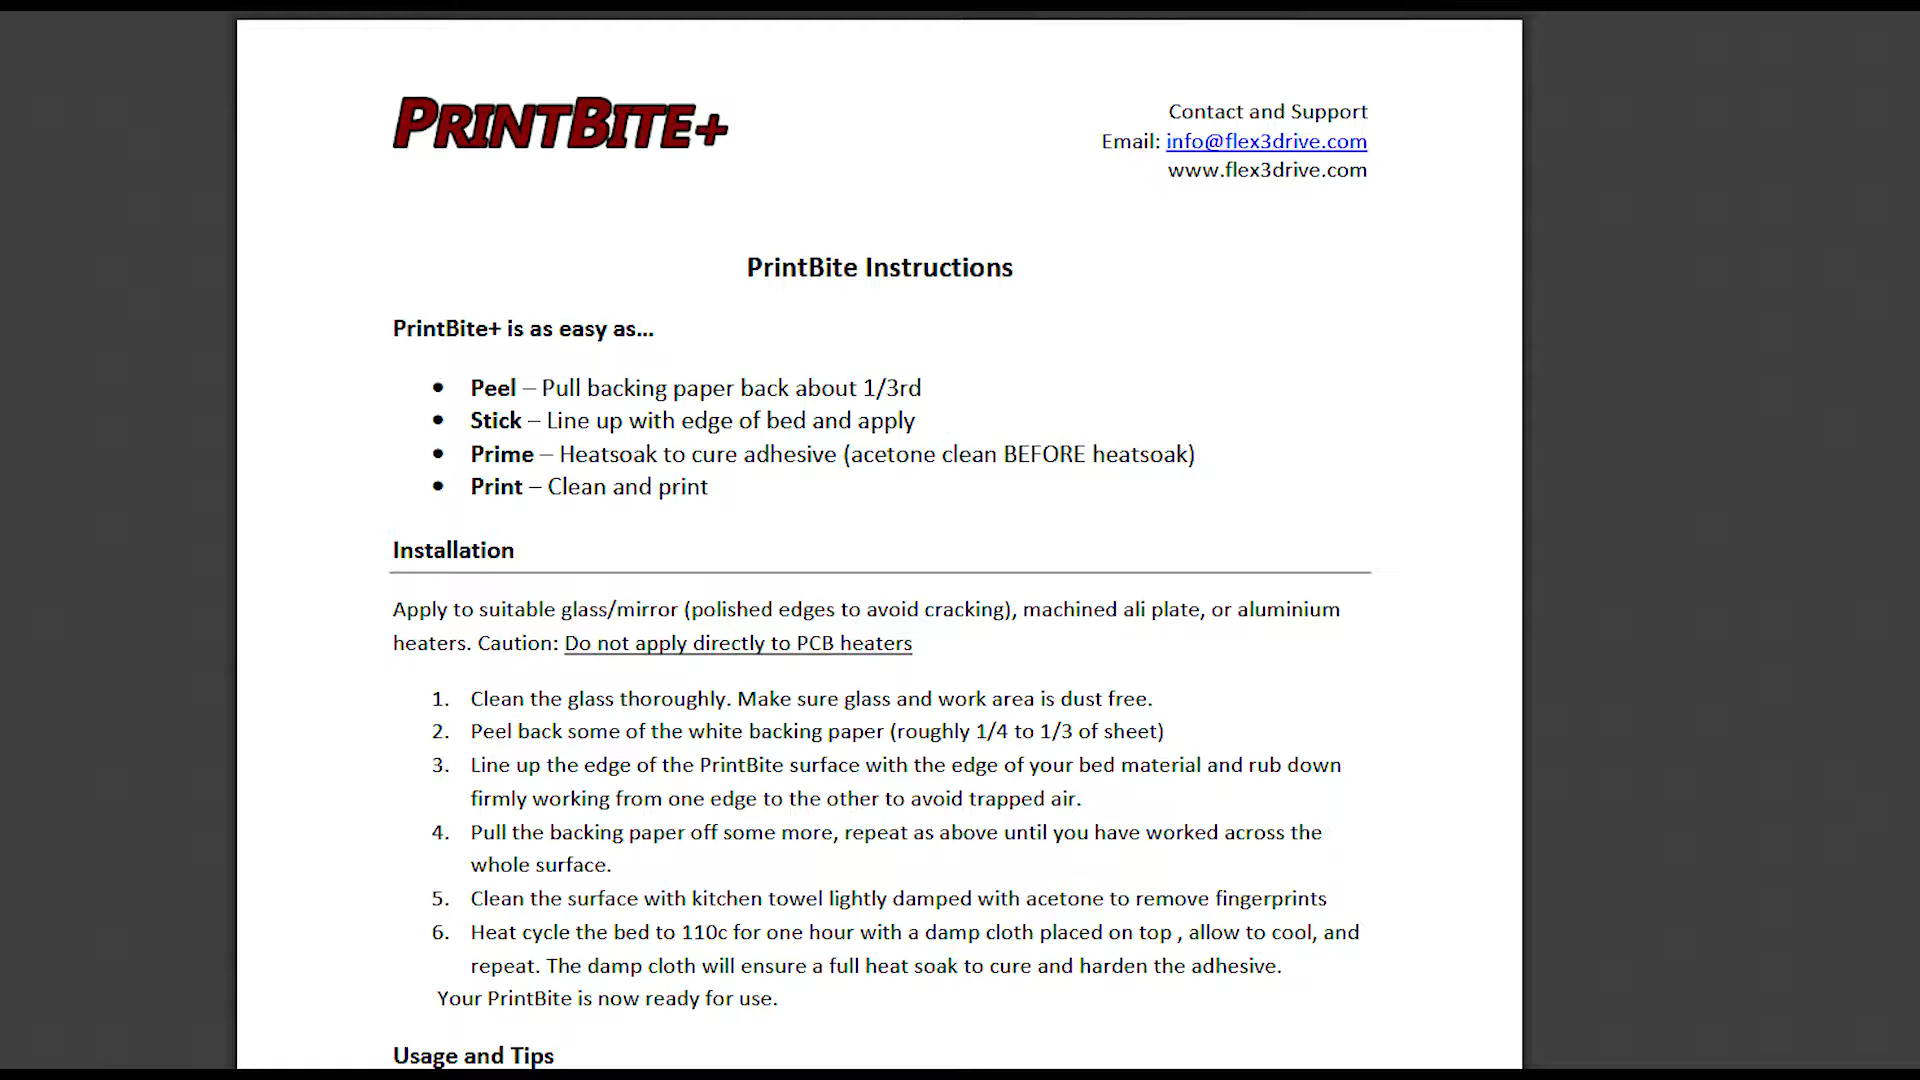 PRINTBITE+
Contact and Support
Email: info@flex3drive.com
www.flex3drive.com
PrintBite Instructions
PrintBite+ is as easy as...
• Peel – Pull backing paper back about 1/3rd
• Stick – Line up with edge of bed and apply
• Prime – Heatsoak to cure adhesive (acetone clean BEFORE heatsoak)
• Print – Clean and print
Installation
Apply to suitable glass/mirror (polished edges to avoid cracking), machined ali plate, or aluminium
heaters. Caution: Do not apply directly to PCB heaters
1. Clean the glass thoroughly. Make sure glass and work area is dust free.
2. Peel back some of the white backing paper (roughly 1/4 to 1/3 of sheet)
3. Line up the edge of the PrintBite surface with the edge of your bed material and rub down
firmly working from one edge to the other to avoid trapped air.
4. Pull the backing paper off some more, repeat as above until you have worked across the
whole surface.
5. Clean the surface with kitchen towel lightly damped with acetone to remove fingerprints
6. Heat cycle the bed to 110c for one hour with a damp cloth placed on top , allow to cool, and
repeat. The damp cloth will ensure a full heat soak to cure and harden the adhesive.
Your PrintBite is now ready for use.
Usage and Tips